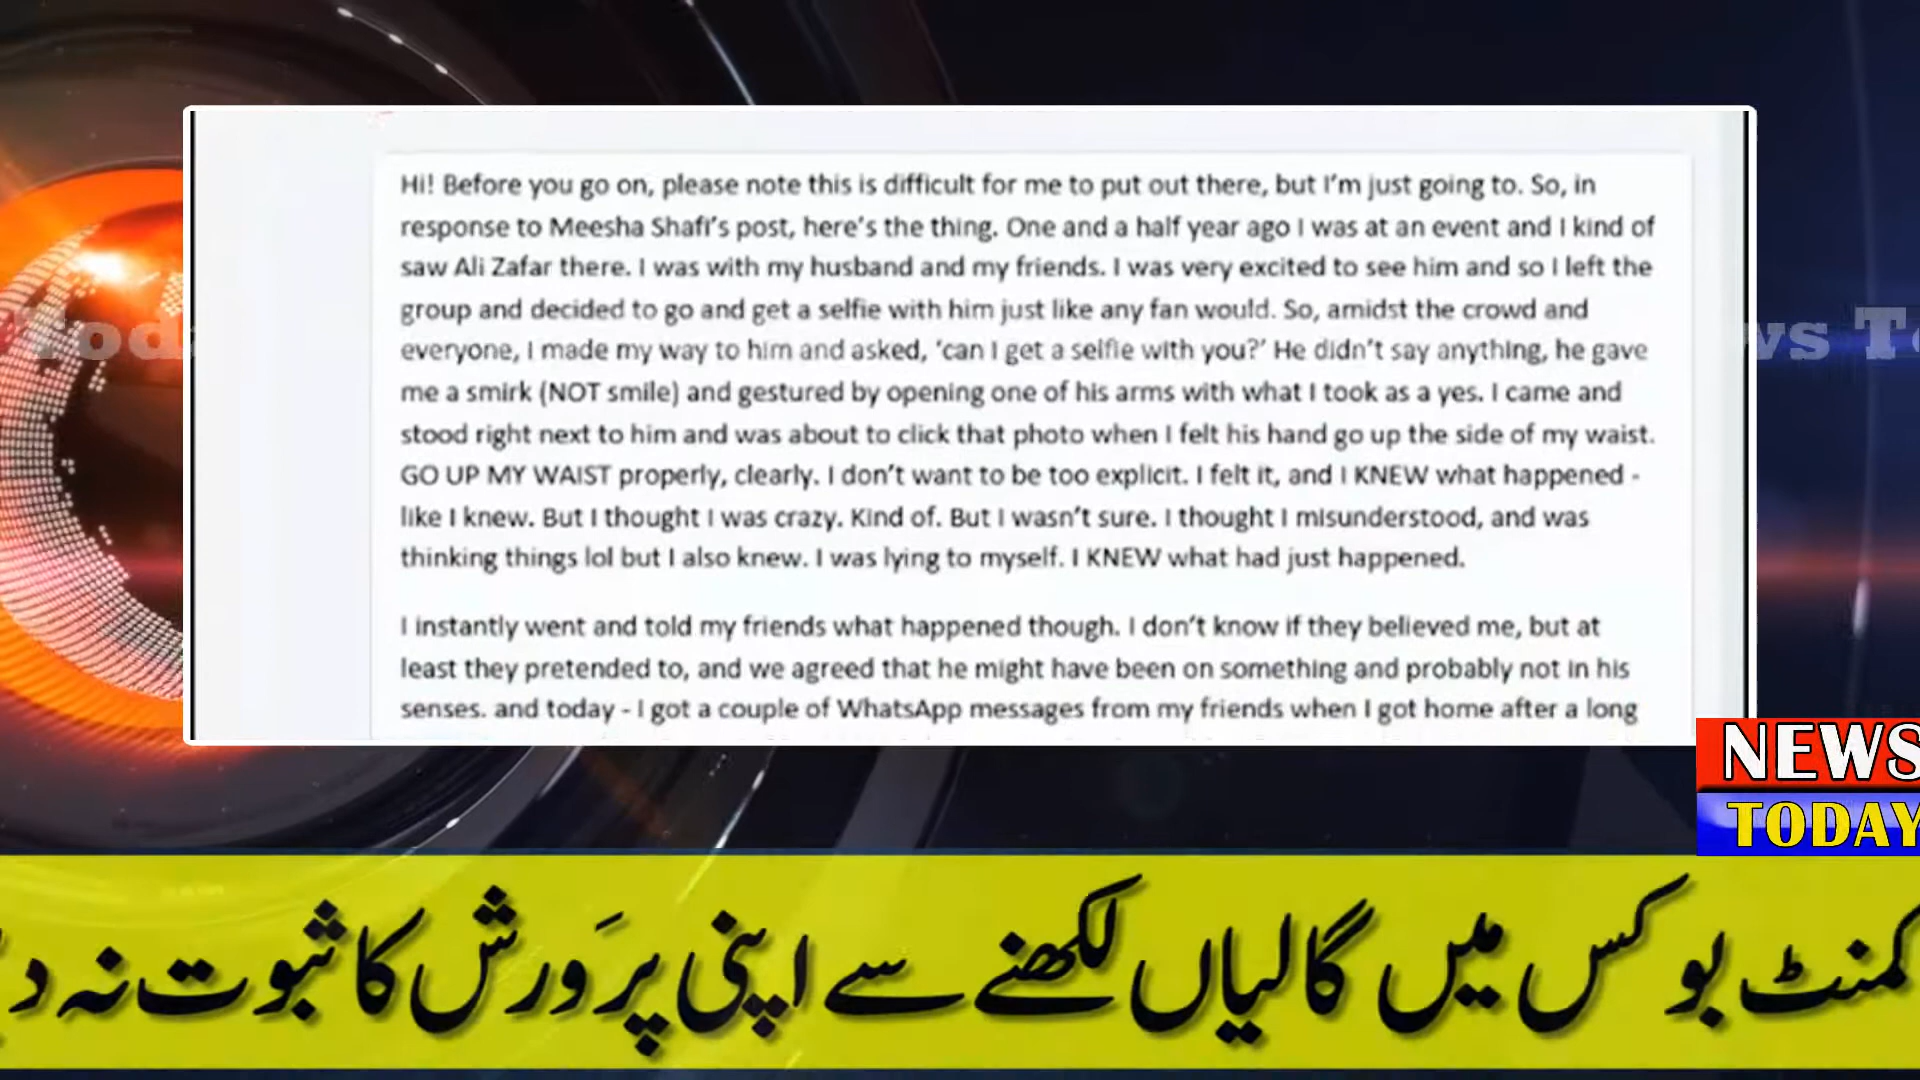 Hi! Before you go on, please note this is difficult for me to put out there, but I'm just going to. So, in
response to Meesha Shafi's post, here's the thing. One and a half year ago I was at an event and I kind of
saw Ali Zafar there. I was with my husband and my friends. I was very excited to see him and so I left the
group and decided to go and get a selfie with him just like any fan would. So, amidst the crowd and
everyone, I made my way to him and asked, 'can I get a selfie with you?' He didn't say anything, he gave
me a smirk (NOT smile) and gestured by opening one of his arms with what I took as a yes. I came and
stood right next to him and was about to click that photo when I felt his hand go up the side of my waist.
GO UP MY WAIST properly, clearly. I don't want to be too explicit. I felt it, and I KNEW what happened -
like I knew. But I thought I was crazy. Kind of. But I wasn't sure. I thought I misunderstood, and was
thinking things lol but I also knew. I was lying to myself. I KNEW what had just happened.
I instantly went and told my friends what happened though. I don't know if they believed me, but at
least they pretended to, and we agreed that he might have been on something and probably not in his
senses. and today - I got a couple of WhatsApp messages from my friends when I got home after a long
NEWS
TODAY
کمنٹ بوکس میں گالیاں لکھنے سے اپنی پرَورش کا ثبوت نہ